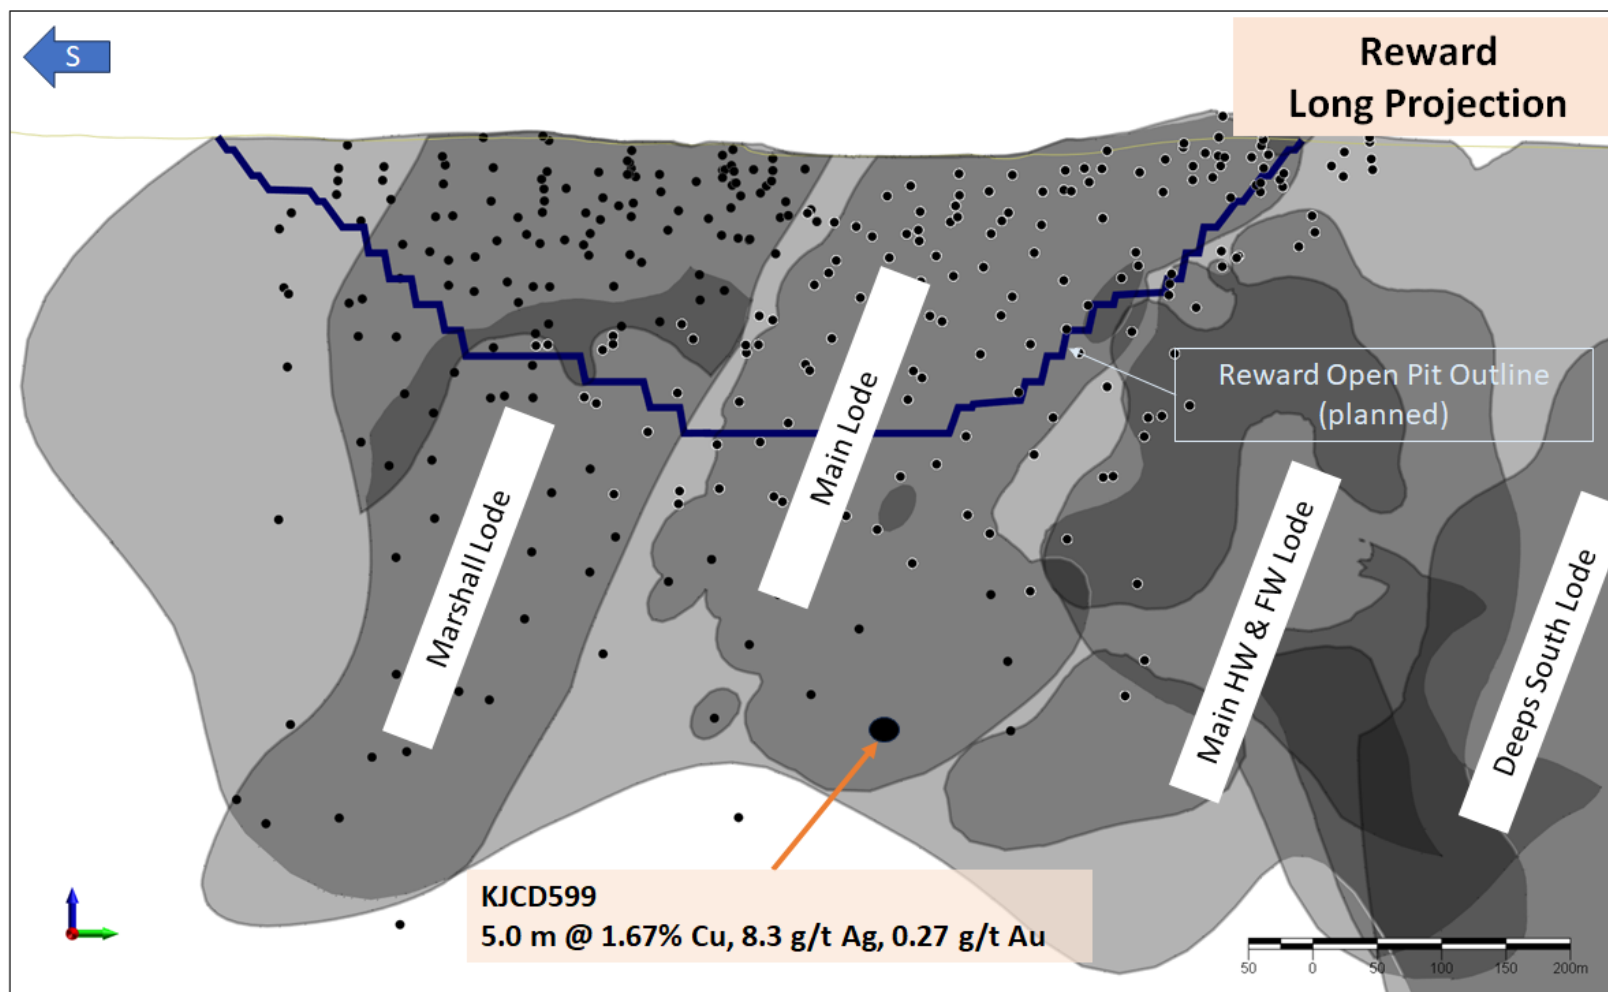 S
Reward
Long Projection
Reward Open Pit Outline
(planned)
Marshall Lode
Main Lode
Main HW & FW Lode
Deeps South Lode
KJCD599
5.0 m @ 1.67% Cu, 8.3 g/t Ag, 0.27 g/t Au
50 0 50 100 150 200m